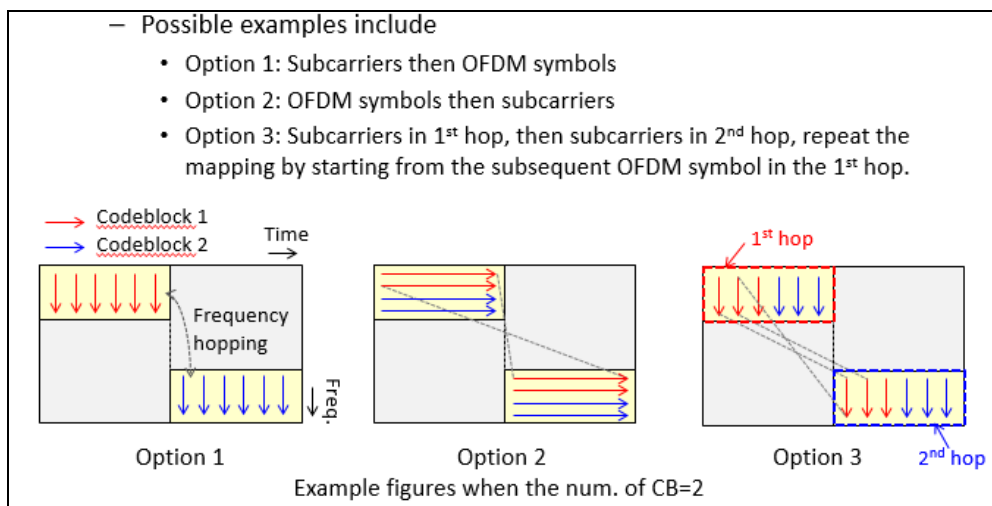 – Possible examples include
• Option 1: Subcarriers then OFDM symbols
• Option 2: OFDM symbols then subcarriers
• Option 3: Subcarriers in 1st hop, then subcarriers in 2nd hop, repeat the
mapping by starting from the subsequent OFDM symbol in the 1st hop.
Codeblock 1
Codeblock 2
Time
Frequency
hopping
Freq.
1st hop
2nd hop
Option 1
Option 2
Option 3
Example figures when the num. of CB=2